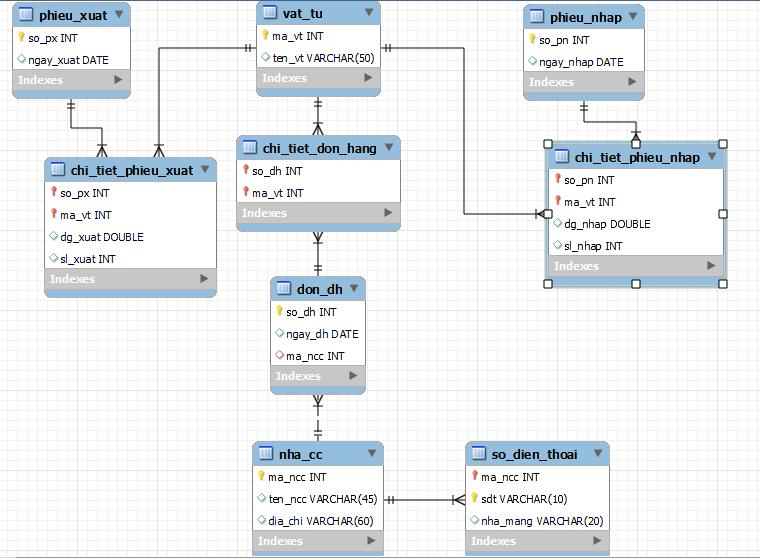 phieu_xuat
so_px INT
ngay_xuat DATE
Indexes
vat_tu
ma_vt INT
ten_vt VARCHAR(50)
Indexes
phieu_nhap
so_pn INT
ngay_nhap DATE
Indexes
chi_tiet_phieu_xuat
so_px INT
ma_vt INT
dg_xuat DOUBLE
sl_xuat INT
Indexes
chi_tiet_don_hang
so_dh INT
ma_vt INT
Indexes
chi_tiet_phieu_nhap
so_pn INT
ma_vt INT
dg_nhap DOUBLE
sl_nhap INT
Indexes
don_dh
so_dh INT
ngay_dh DATE
ma_ncc INT
Indexes
nha_cc
ma_ncc INT
ten_ncc VARCHAR(45)
dia_chi VARCHAR(60)
Indexes
so_dien_thoai
ma_ncc INT
sdt VARCHAR(10)
nha_mang VARCHAR(20)
Indexes